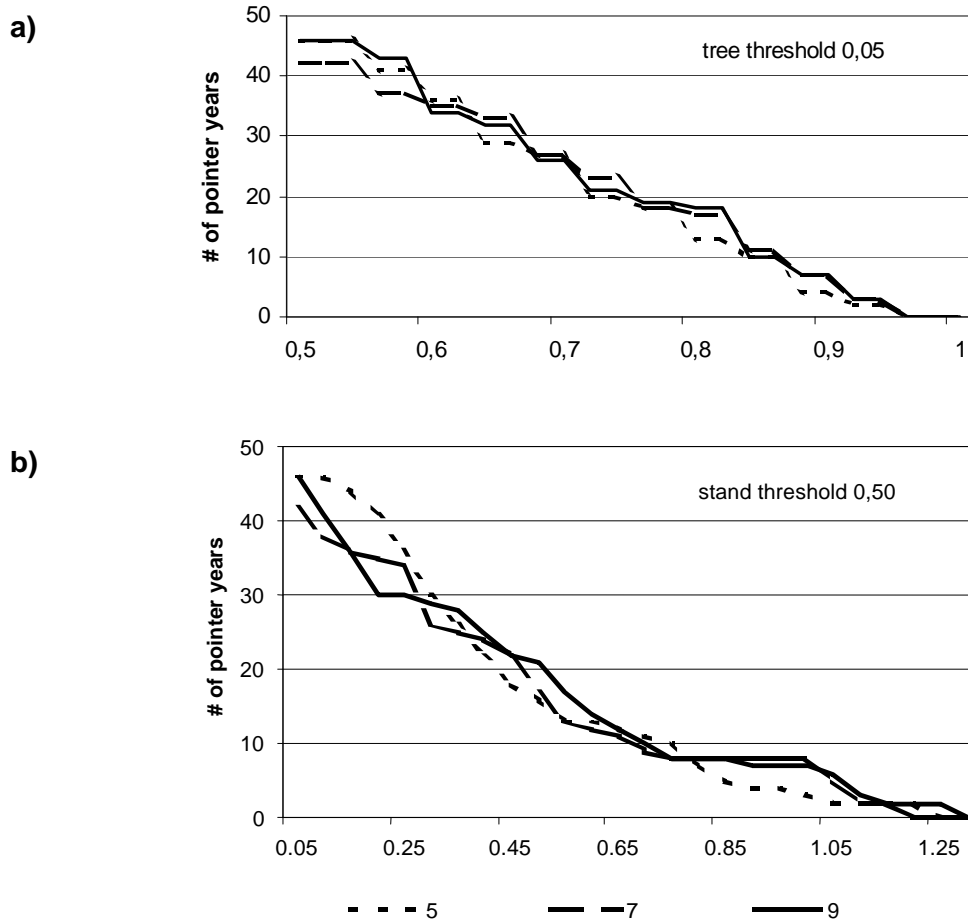 a)
# of pointer years
50
40
30
20
10
0
tree threshold 0,05
0,5 0,6 0,7 0,8 0,9 1
b)
# of pointer years
50
40
30
20
10
0
stand threshold 0,50
0.05 0.25 0.45 0.65 0.85 1.05 1.25
5 7 9